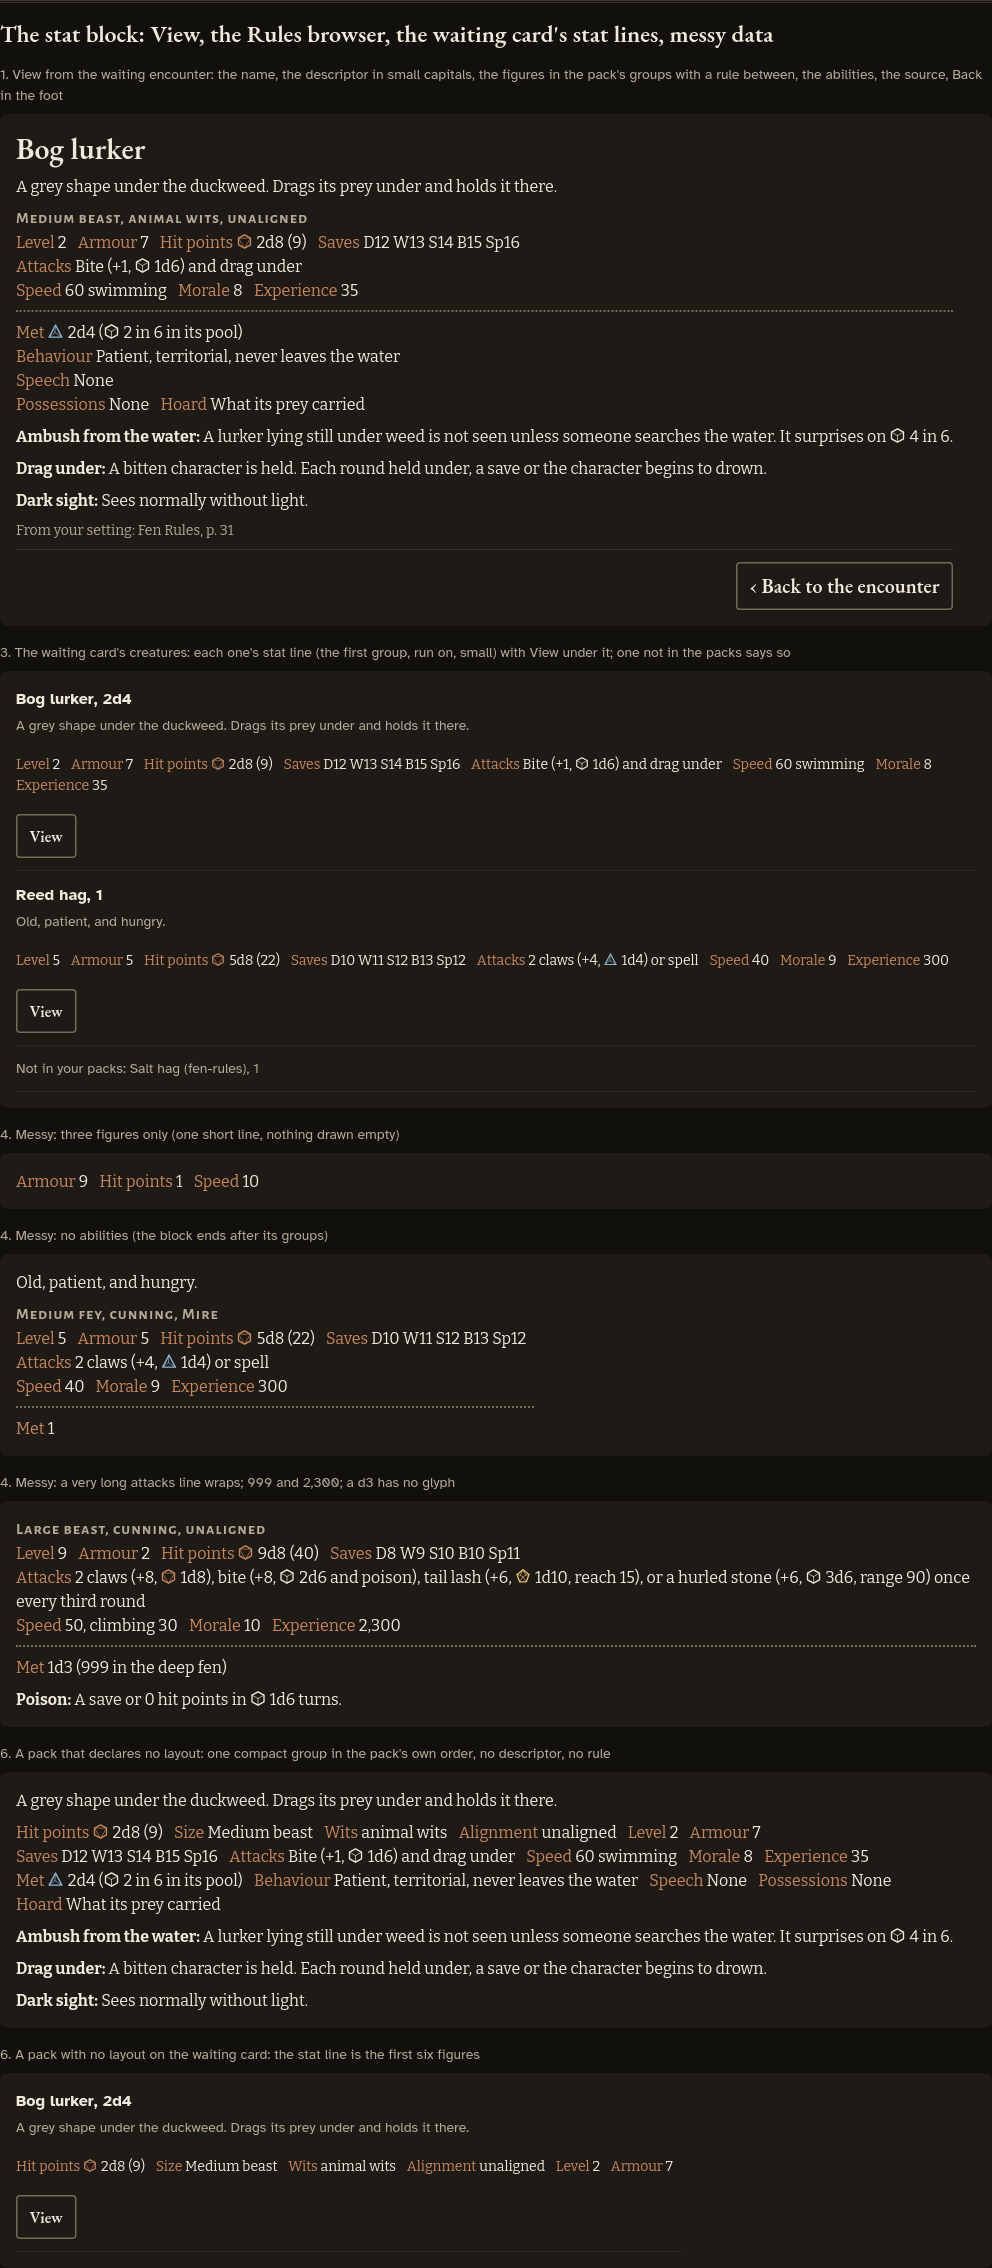 The stat block: View, the Rules browser, the waiting card's stat lines, messy data
1. View from the waiting encounter: the name, the descriptor in small capitals, the figures in the pack's groups with a rule between, the abilities, the source, Back
in the foot
Bog lurker
A grey shape under the duckweed. Drags its prey under and holds it there.
Medium beast, animal wits, unaligned
Level 2 Armour 7 Hit points 2d8 (9) Saves D12 W13 S14 B15 Sp16
Attacks Bite (+1, 1d6) and drag under
Speed 60 swimming Morale 8 Experience 35
Met 2d4 (2 in 6 in its pool)
Behaviour Patient, territorial, never leaves the water
Speech None
Possessions None Hoard What its prey carried
Ambush from the water: A lurker lying still under weed is not seen unless someone searches the water. It surprises on 4 in 6.
Drag under: A bitten character is held. Each round held under, a save or the character begins to drown.
Dark sight: Sees normally without light.
From your setting: Fen Rules, p. 31
‹ Back to the encounter
3. The waiting card's creatures: each one's stat line (the first group, run on, small) with View under it; one not in the packs says so
Bog lurker, 2d4
A grey shape under the duckweed. Drags its prey under and holds it there.
Level 2 Armour 7 Hit points 2d8 (9) Saves D12 W13 S14 B15 Sp16 Attacks Bite (+1, 1d6) and drag under Speed 60 swimming Morale 8
Experience 35
View
Reed hag, 1
Old, patient, and hungry.
Level 5 Armour 5 Hit points 5d8 (22) Saves D10 W11 S12 B13 Sp12 Attacks 2 claws (+4, 1d4) or spell Speed 40 Morale 9 Experience 300
View
Not in your packs: Salt hag (fen-rules), 1
4. Messy: three figures only (one short line, nothing drawn empty)
Armour 9 Hit points 1 Speed 10
4. Messy: no abilities (the block ends after its groups)
Old, patient, and hungry.
Medium fey, cunning, Mire
Level 5 Armour 5 Hit points 5d8 (22) Saves D10 W11 S12 B13 Sp12
Attacks 2 claws (+4, 1d4) or spell
Speed 40 Morale 9 Experience 300
Met 1
4. Messy: a very long attacks line wraps; 999 and 2,300; a d3 has no glyph
Large beast, cunning, unaligned
Level 9 Armour 2 Hit points 9d8 (40) Saves D8 W9 S10 B10 Sp11
Attacks 2 claws (+8, 1d8), bite (+8, 2d6 and poison), tail lash (+6, 1d10, reach 15), or a hurled stone (+6, 3d6, range 90) once
every third round
Speed 50, climbing 30 Morale 10 Experience 2,300
Met 1d3 (999 in the deep fen)
Poison: A save or 0 hit points in 1d6 turns.
6. A pack that declares no layout: one compact group in the pack's own order, no descriptor, no rule
A grey shape under the duckweed. Drags its prey under and holds it there.
Hit points 2d8 (9) Size Medium beast Wits animal wits Alignment unaligned Level 2 Armour 7
Saves D12 W13 S14 B15 Sp16 Attacks Bite (+1, 1d6) and drag under Speed 60 swimming Morale 8 Experience 35
Met 2d4 (2 in 6 in its pool) Behaviour Patient, territorial, never leaves the water Speech None Possessions None
Hoard What its prey carried
Ambush from the water: A lurker lying still under weed is not seen unless someone searches the water. It surprises on 4 in 6.
Drag under: A bitten character is held. Each round held under, a save or the character begins to drown.
Dark sight: Sees normally without light.
6. A pack with no layout on the waiting card: the stat line is the first six figures
Bog lurker, 2d4
A grey shape under the duckweed. Drags its prey under and holds it there.
Hit points 2d8 (9) Size Medium beast Wits animal wits Alignment unaligned Level 2 Armour 7
View